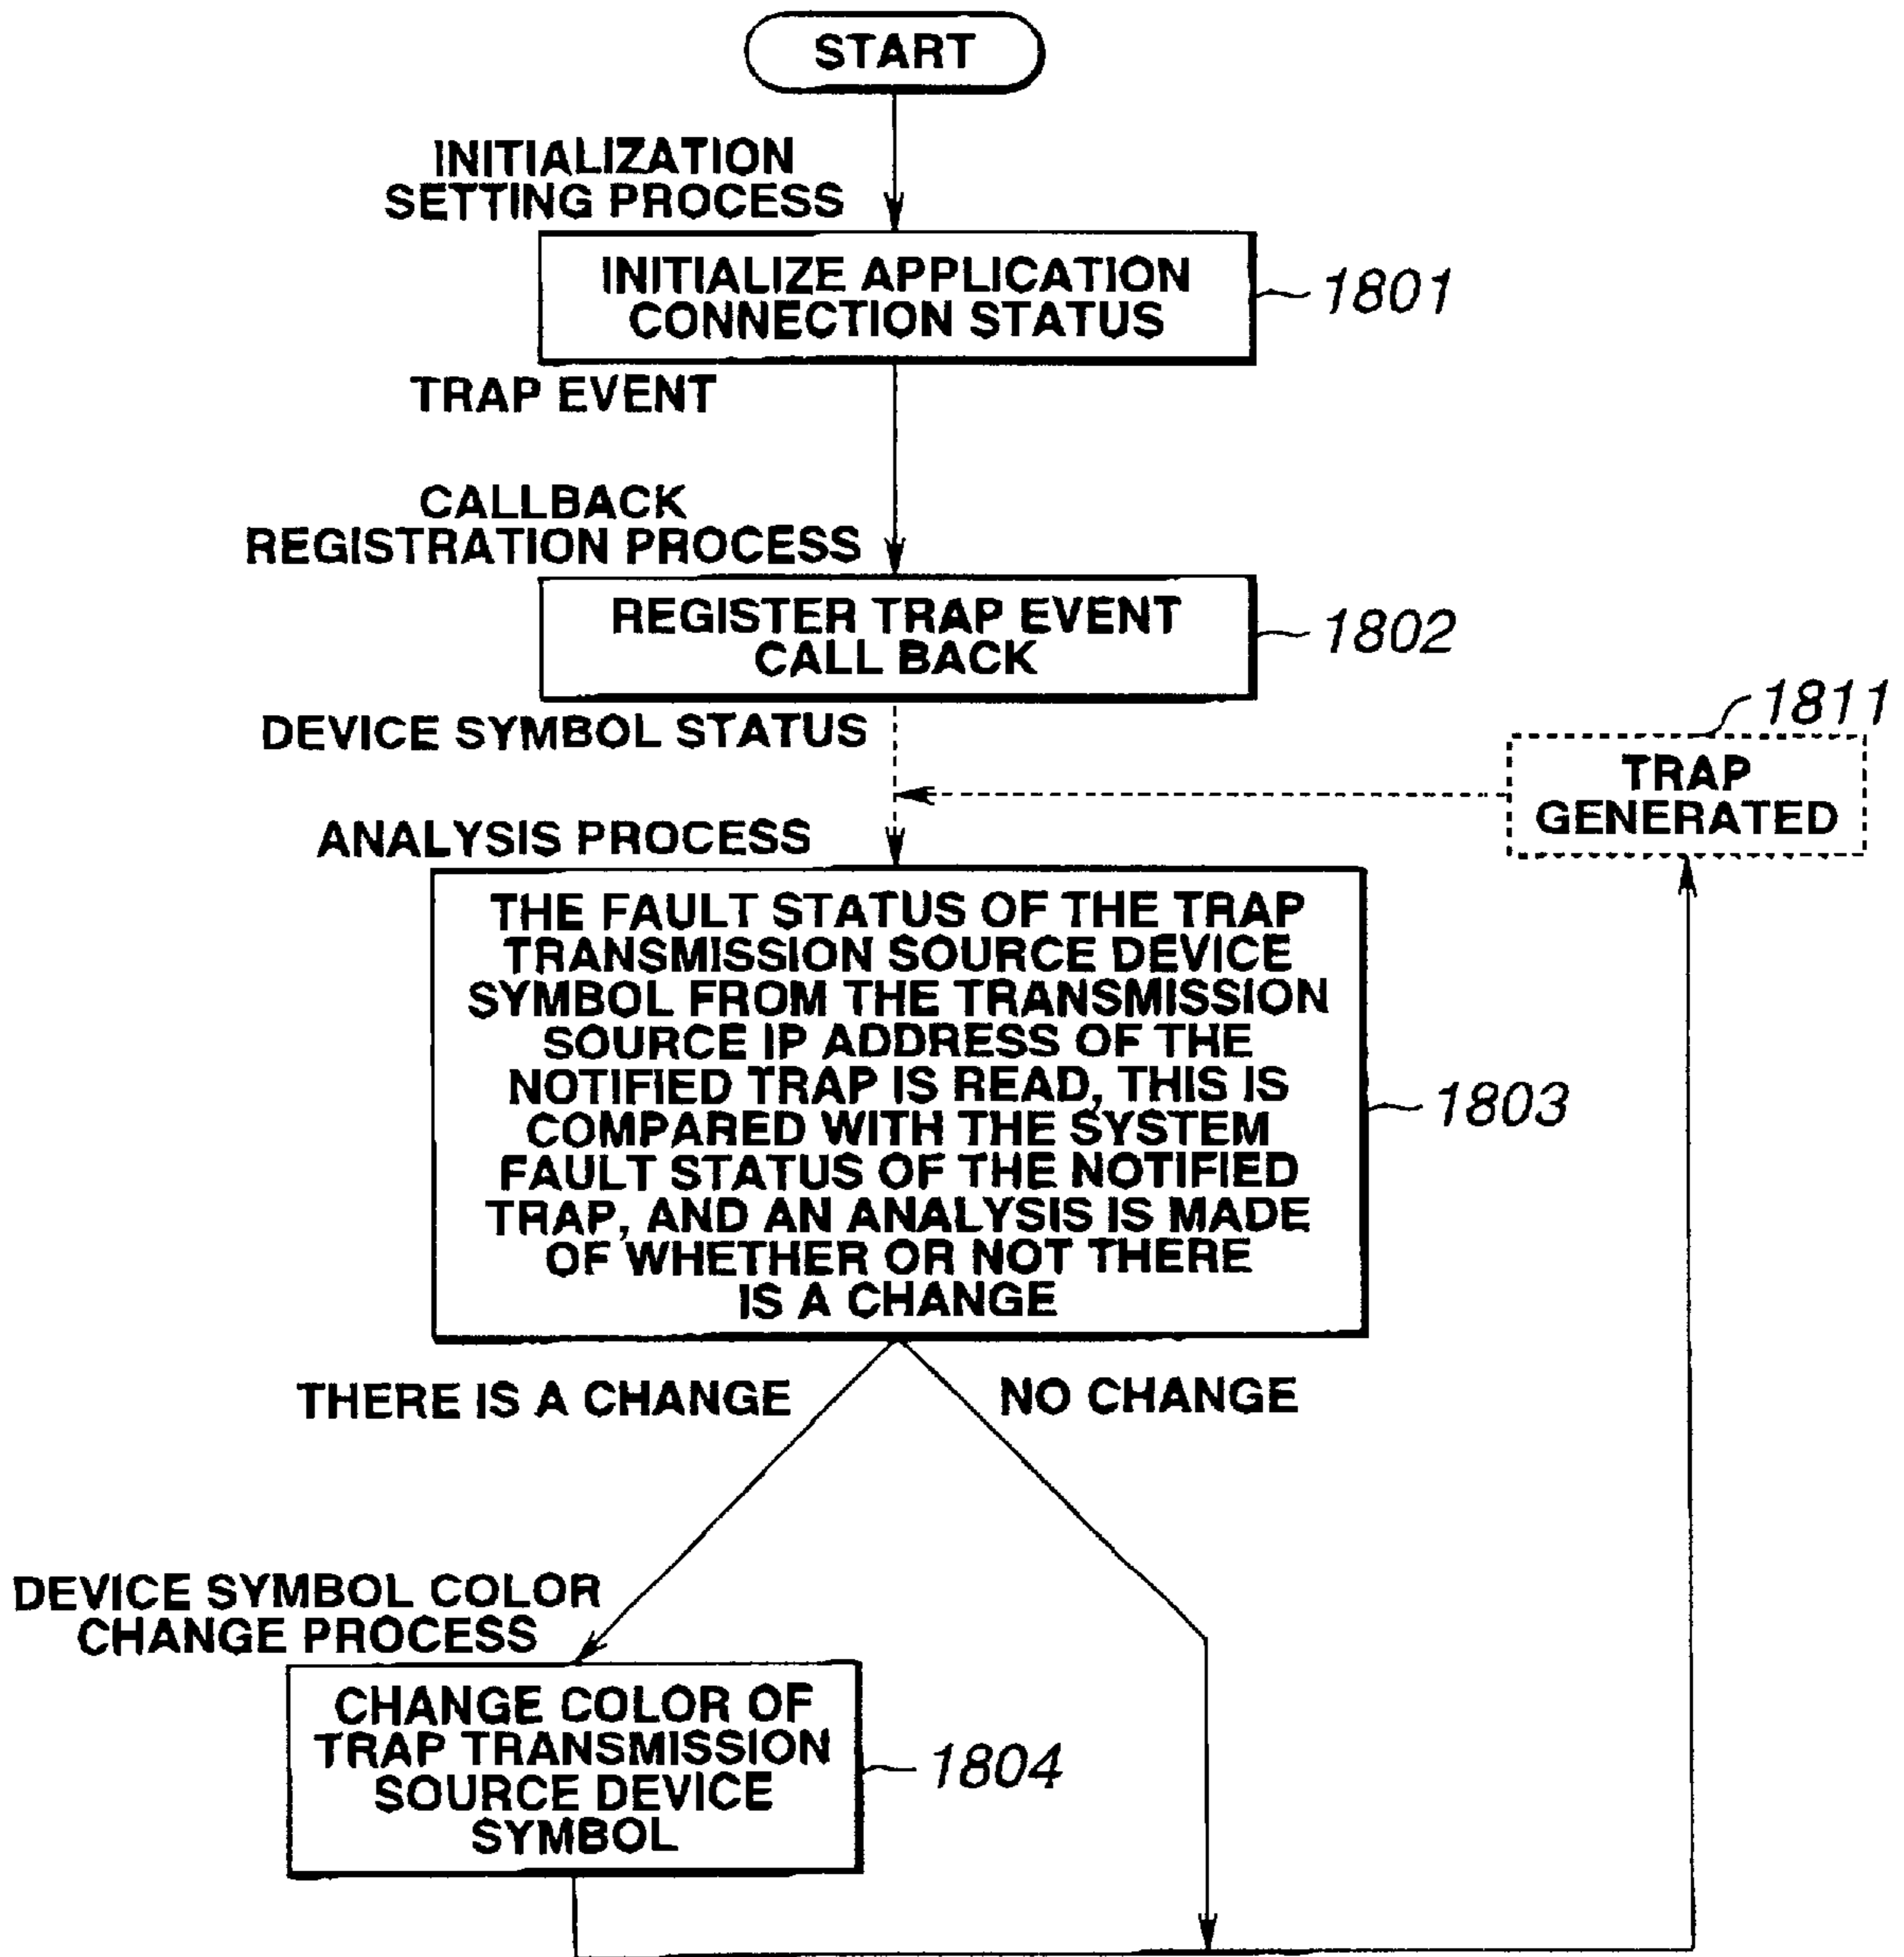 START
INITIALIZATION
SETTING PROCESS
INITIALIZE APPLICATION
CONNECTION STATUS
1801
TRAP EVENT
CALLBACK
REGISTRATION PROCESS
REGISTER TRAP EVENT
CALL BACK
1802
DEVICE SYMBOL STATUS
1811
TRAP
GENERATED
ANALYSIS PROCESS
THE FAULT STATUS OF THE TRAP
TRANSMISSION SOURCE DEVICE
SYMBOL FROM THE TRANSMISSION
SOURCE IP ADDRESS OF THE
NOTIFIED TRAP IS READ, THIS IS
COMPARED WITH THE SYSTEM
FAULT STATUS OF THE NOTIFIED
TRAP, AND AN ANALYSIS IS MADE
OF WHETHER OR NOT THERE
IS A CHANGE
1803
THERE IS A CHANGE
NO CHANGE
DEVICE SYMBOL COLOR
CHANGE PROCESS
CHANGE COLOR OF
TRAP TRANSMISSION
SOURCE DEVICE
SYMBOL
1804